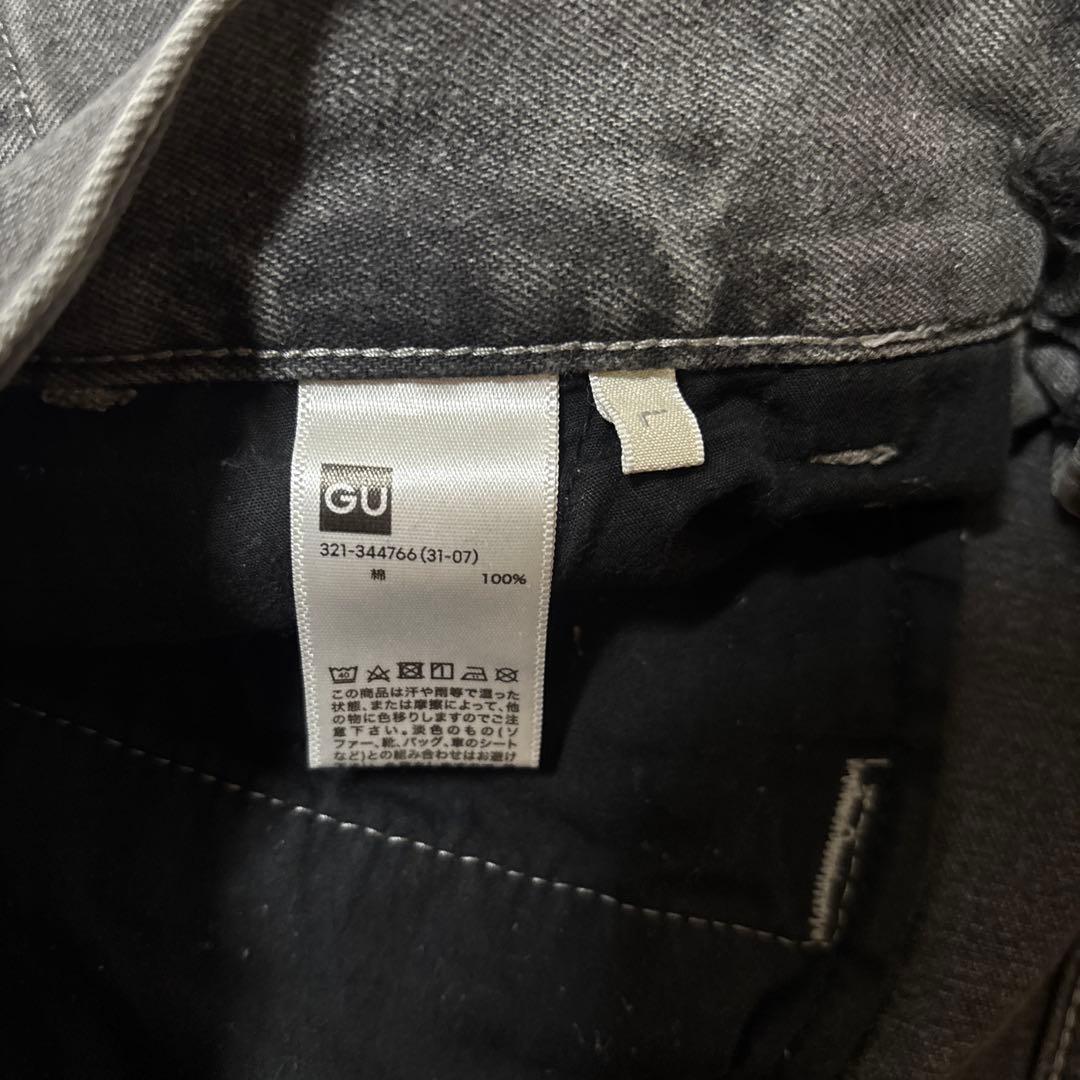 GU
321-344766 (31-07)
綿 100%
40
この商品は汗や雨等で湿った
状態、または摩擦によって、他
の物に色移りしますのでご注
意下さい。淡色のもの(ソ
ファー、靴、バッグ、車のシート
など)との組み合わせはお避け
L